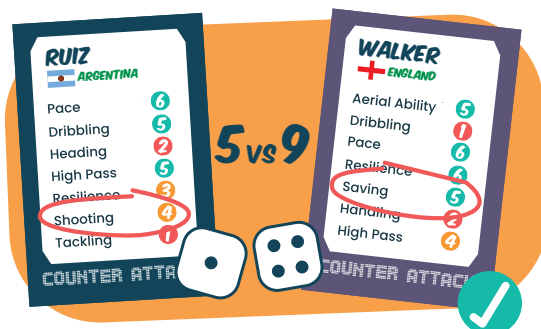 RUIZ
ARGENTINA
Pace 6
Dribbling 5
Heading 2
High Pass 5
Resilience 3
Shooting 4
Tackling 1
COUNTER ATTA
5 vs 9
WALKER
ENGLAND
Aerial Ability 5
Dribbling 1
Pace 6
Resilience 6
Saving 5
Handling 2
High Pass 4
COUNTER ATTACK